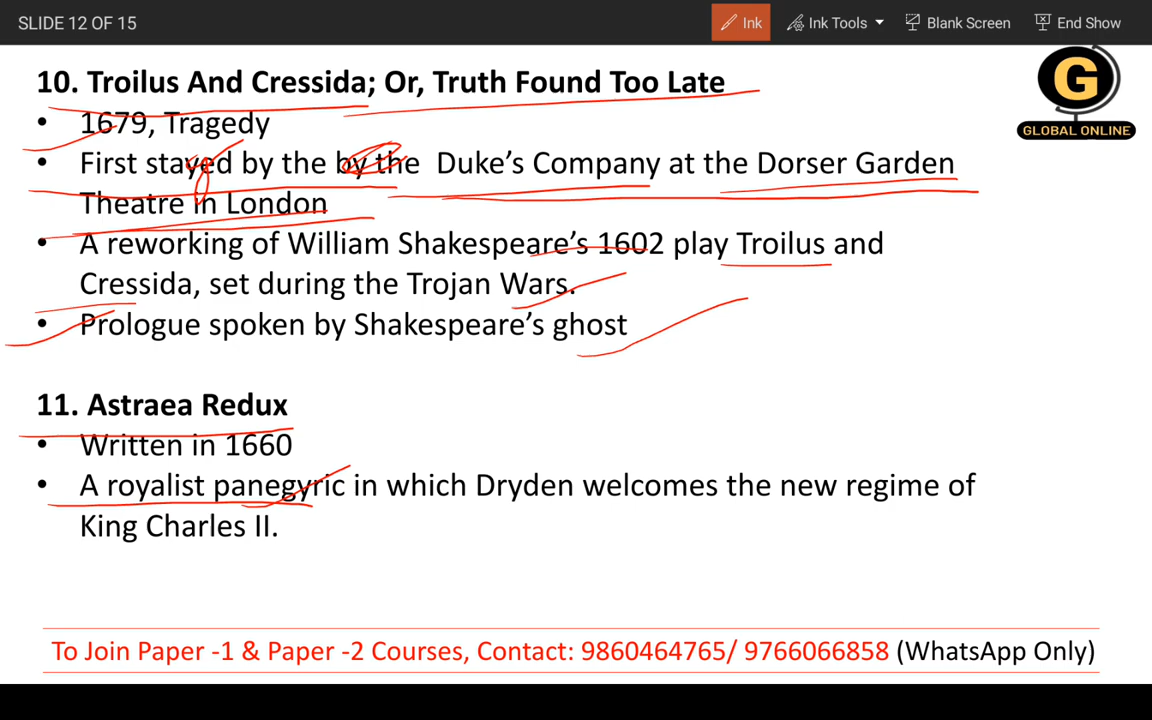 SLIDE 12 OF 15
Ink
Ink Tools
Blank Screen
End Show
G
GLOBAL ONLINE
10. Troilus And Cressida; Or, Truth Found Too Late
• 1679, Tragedy
• First stayed by the by the Duke's Company at the Dorser Garden
Theatre in London
• A reworking of William Shakespeare's 1602 play Troilus and
Cressida, set during the Trojan Wars.
• Prologue spoken by Shakespeare's ghost
11. Astraea Redux
• Written in 1660
• A royalist panegyric in which Dryden welcomes the new regime of
King Charles II.
To Join Paper -1 & Paper -2 Courses, Contact: 9860464765/ 9766066858 (WhatsApp Only)